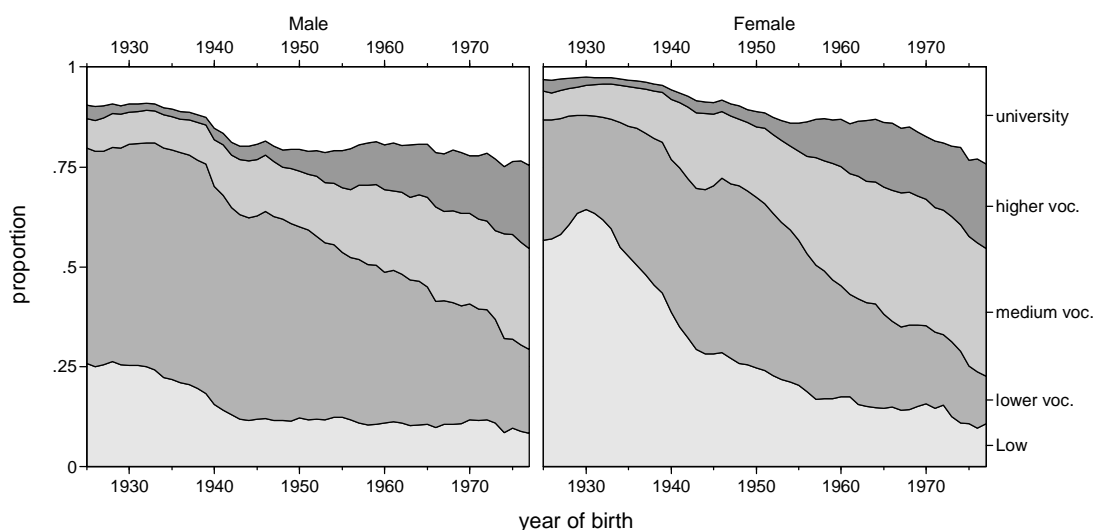 Male
Female
1930 1940 1950 1960 1970
1930 1940 1950 1960 1970
1
.75
.5
.25
0
proportion
university
higher voc.
medium voc.
lower voc.
Low
1930 1940 1950 1960 1970
1930 1940 1950 1960 1970
year of birth